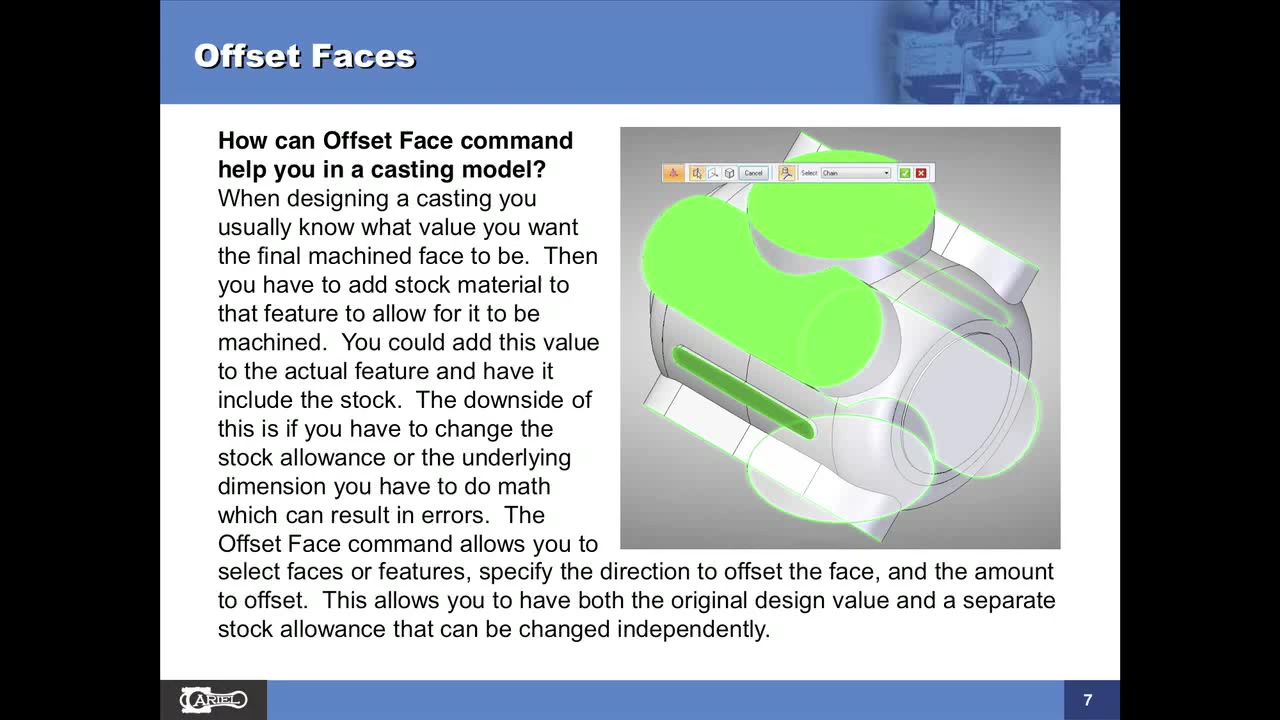 Offset Faces
How can Offset Face command
help you in a casting model?
When designing a casting you
usually know what value you want
the final machined face to be.  Then
you have to add stock material to
that feature to allow for it to be
machined.  You could add this value
to the actual feature and have it
include the stock.  The downside of
this is if you have to change the
stock allowance or the underlying
dimension you have to do math
which can result in errors.  The
Offset Face command allows you to
select faces or features, specify the direction to offset the face, and the amount
to offset.  This allows you to have both the original design value and a separate
stock allowance that can be changed independently.
Cancel Select: Chain
ARIEL
7